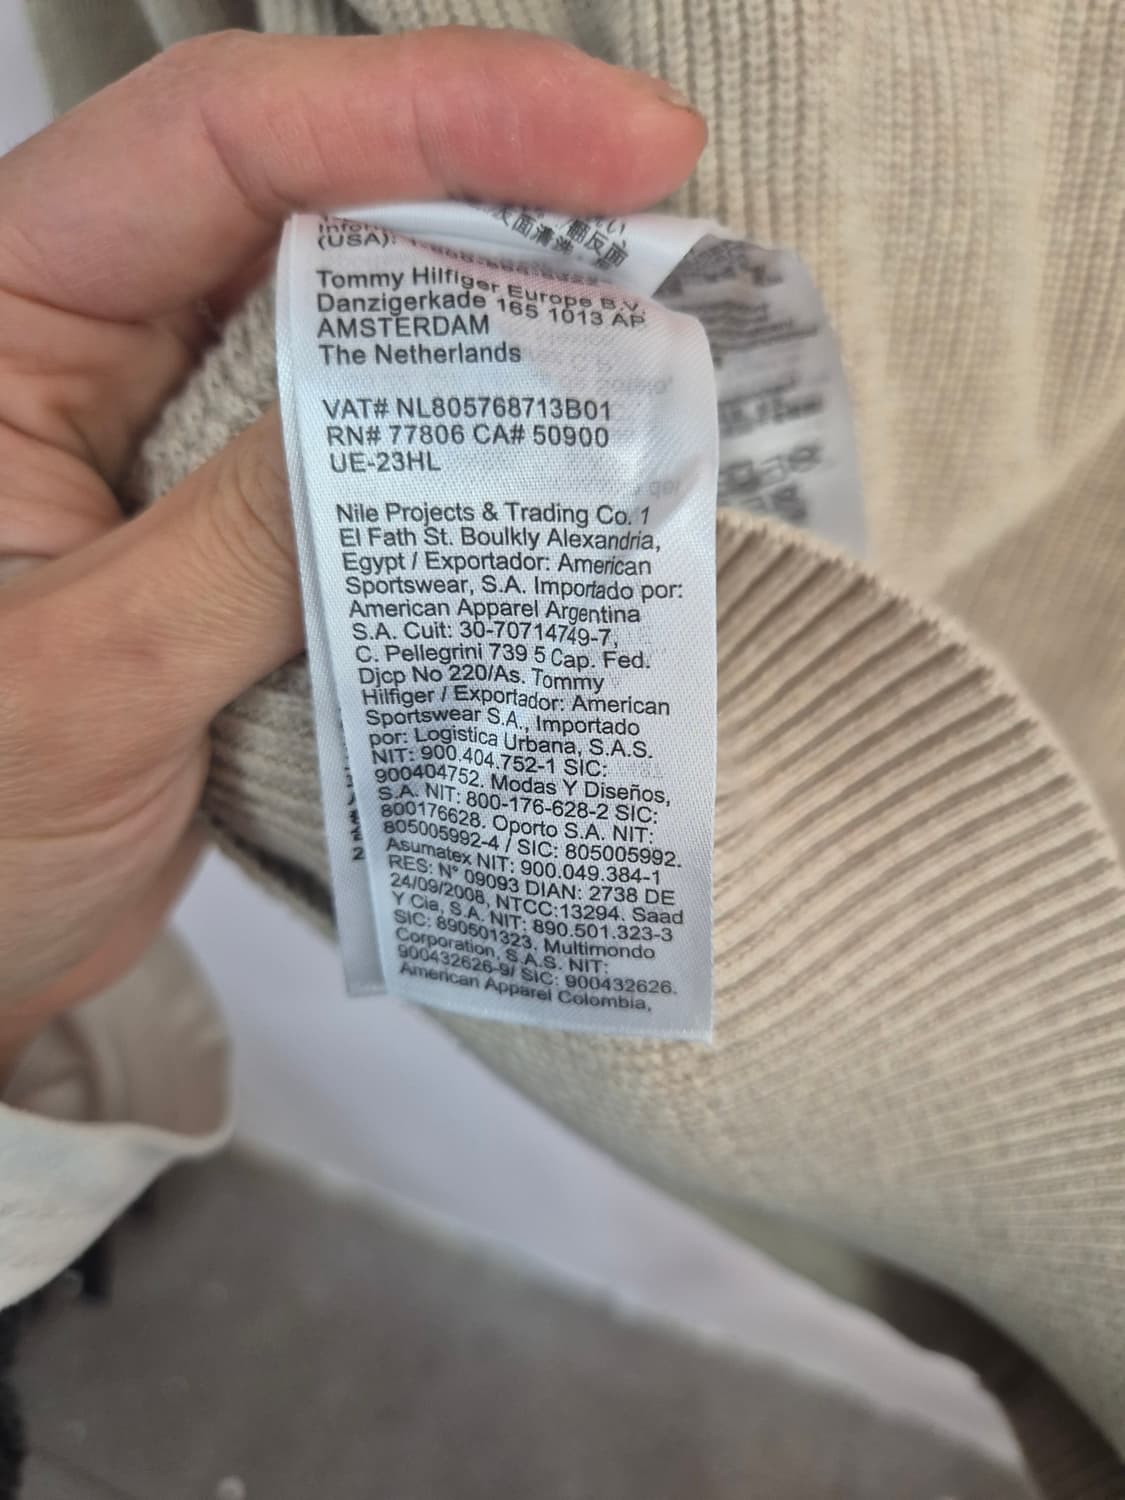 (USA):
Tommy Hilfiger Europe B.V.
Danzigerkade 165 1013 AP
AMSTERDAM
The Netherlands
VAT# NL805768713B01
RN# 77806 CA# 50900
UE-23HL
Nile Projects & Trading Co. 1
El Fath St. Boulkly Alexandria,
Egypt / Exportador: American
Sportswear, S.A. Importado por:
American Apparel Argentina
S.A. Cuit: 30-70714749-7,
C. Pellegrini 739 5 Cap. Fed.
Djcp No 220/As. Tommy
Hilfiger / Exportador: American
Sportswear S.A., Importado
por: Logistica Urbana, S.A.S.
NIT: 900.404.752-1 SIC:
900404752. Modas Y Diseños,
S.A. NIT: 800-176-628-2 SIC:
800176628. Oporto S.A. NIT:
805005992-4 / SIC: 805005992.
Asumatex NIT: 900.049.384-1
RES: N° 09093 DIAN: 2738 DE
24/09/2008, NTCC:13294. Saad
Y Cia, S.A. NIT: 890.501.323-3
SIC: 890501323. Multimondo
Corporation, S.A.S. NIT:
900432626-9/ SIC: 900432626.
American Apparel Colombia,